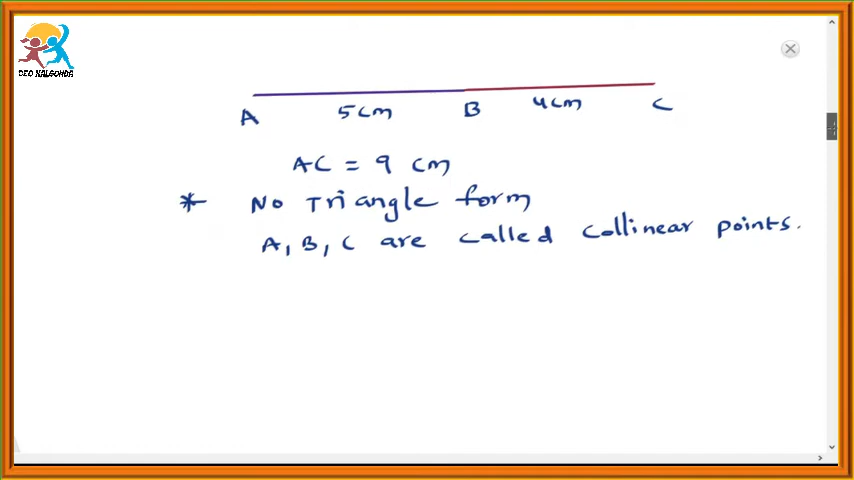 DEO NALGONDA
A 5cm B 4cm C
AC = 9 cm
* No Triangle form
A, B, C are called collinear points.